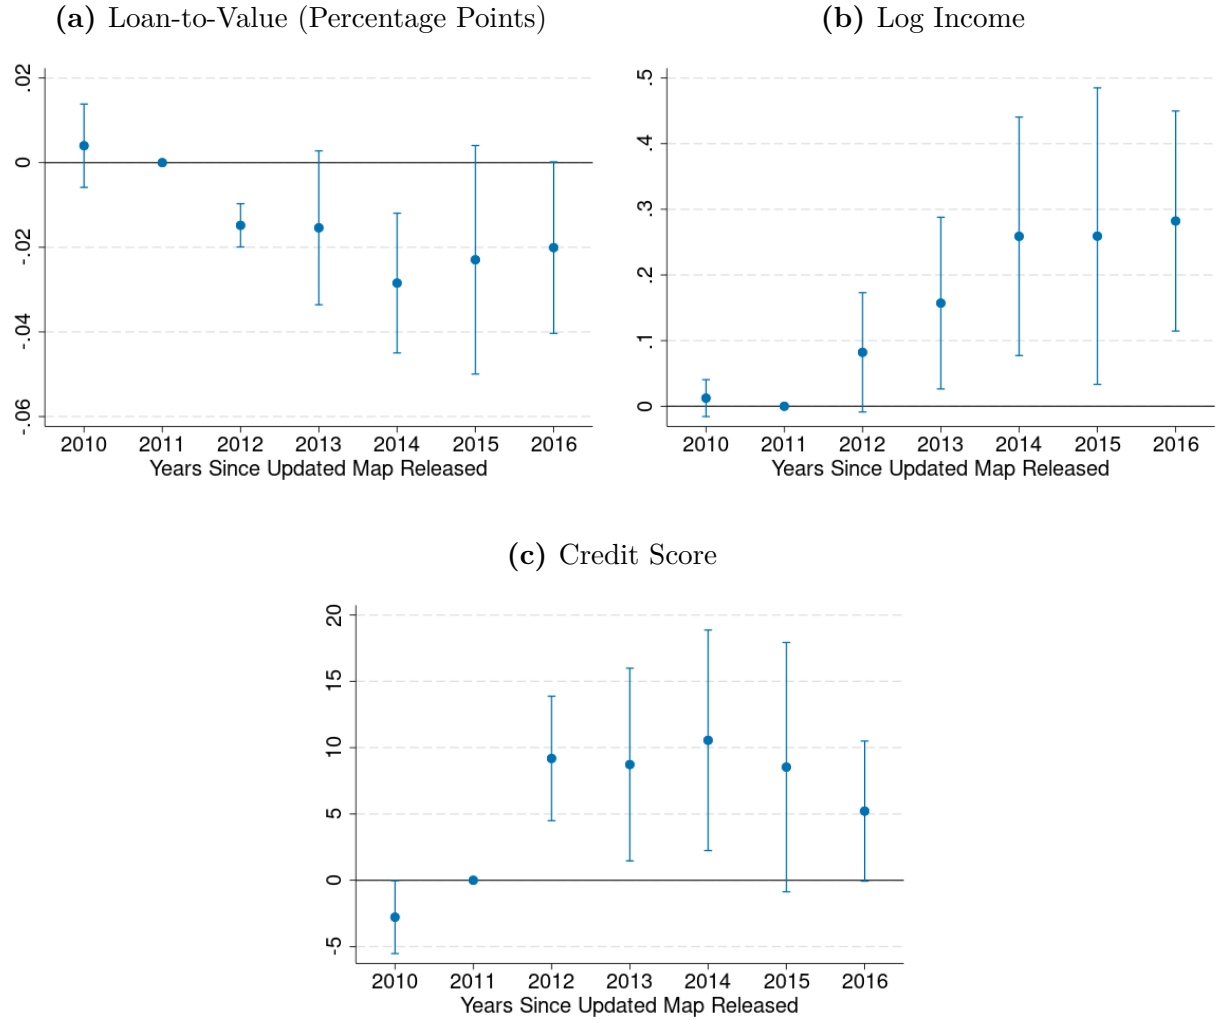 (a) Loan-to-Value (Percentage Points)
.02
0
-.02
-.04
-.06
2010 2011 2012 2013 2014 2015 2016
Years Since Updated Map Released
(b) Log Income
.5
.4
.3
.2
.1
0
2010 2011 2012 2013 2014 2015 2016
Years Since Updated Map Released
(c) Credit Score
20
15
10
5
0
-5
2010 2011 2012 2013 2014 2015 2016
Years Since Updated Map Released